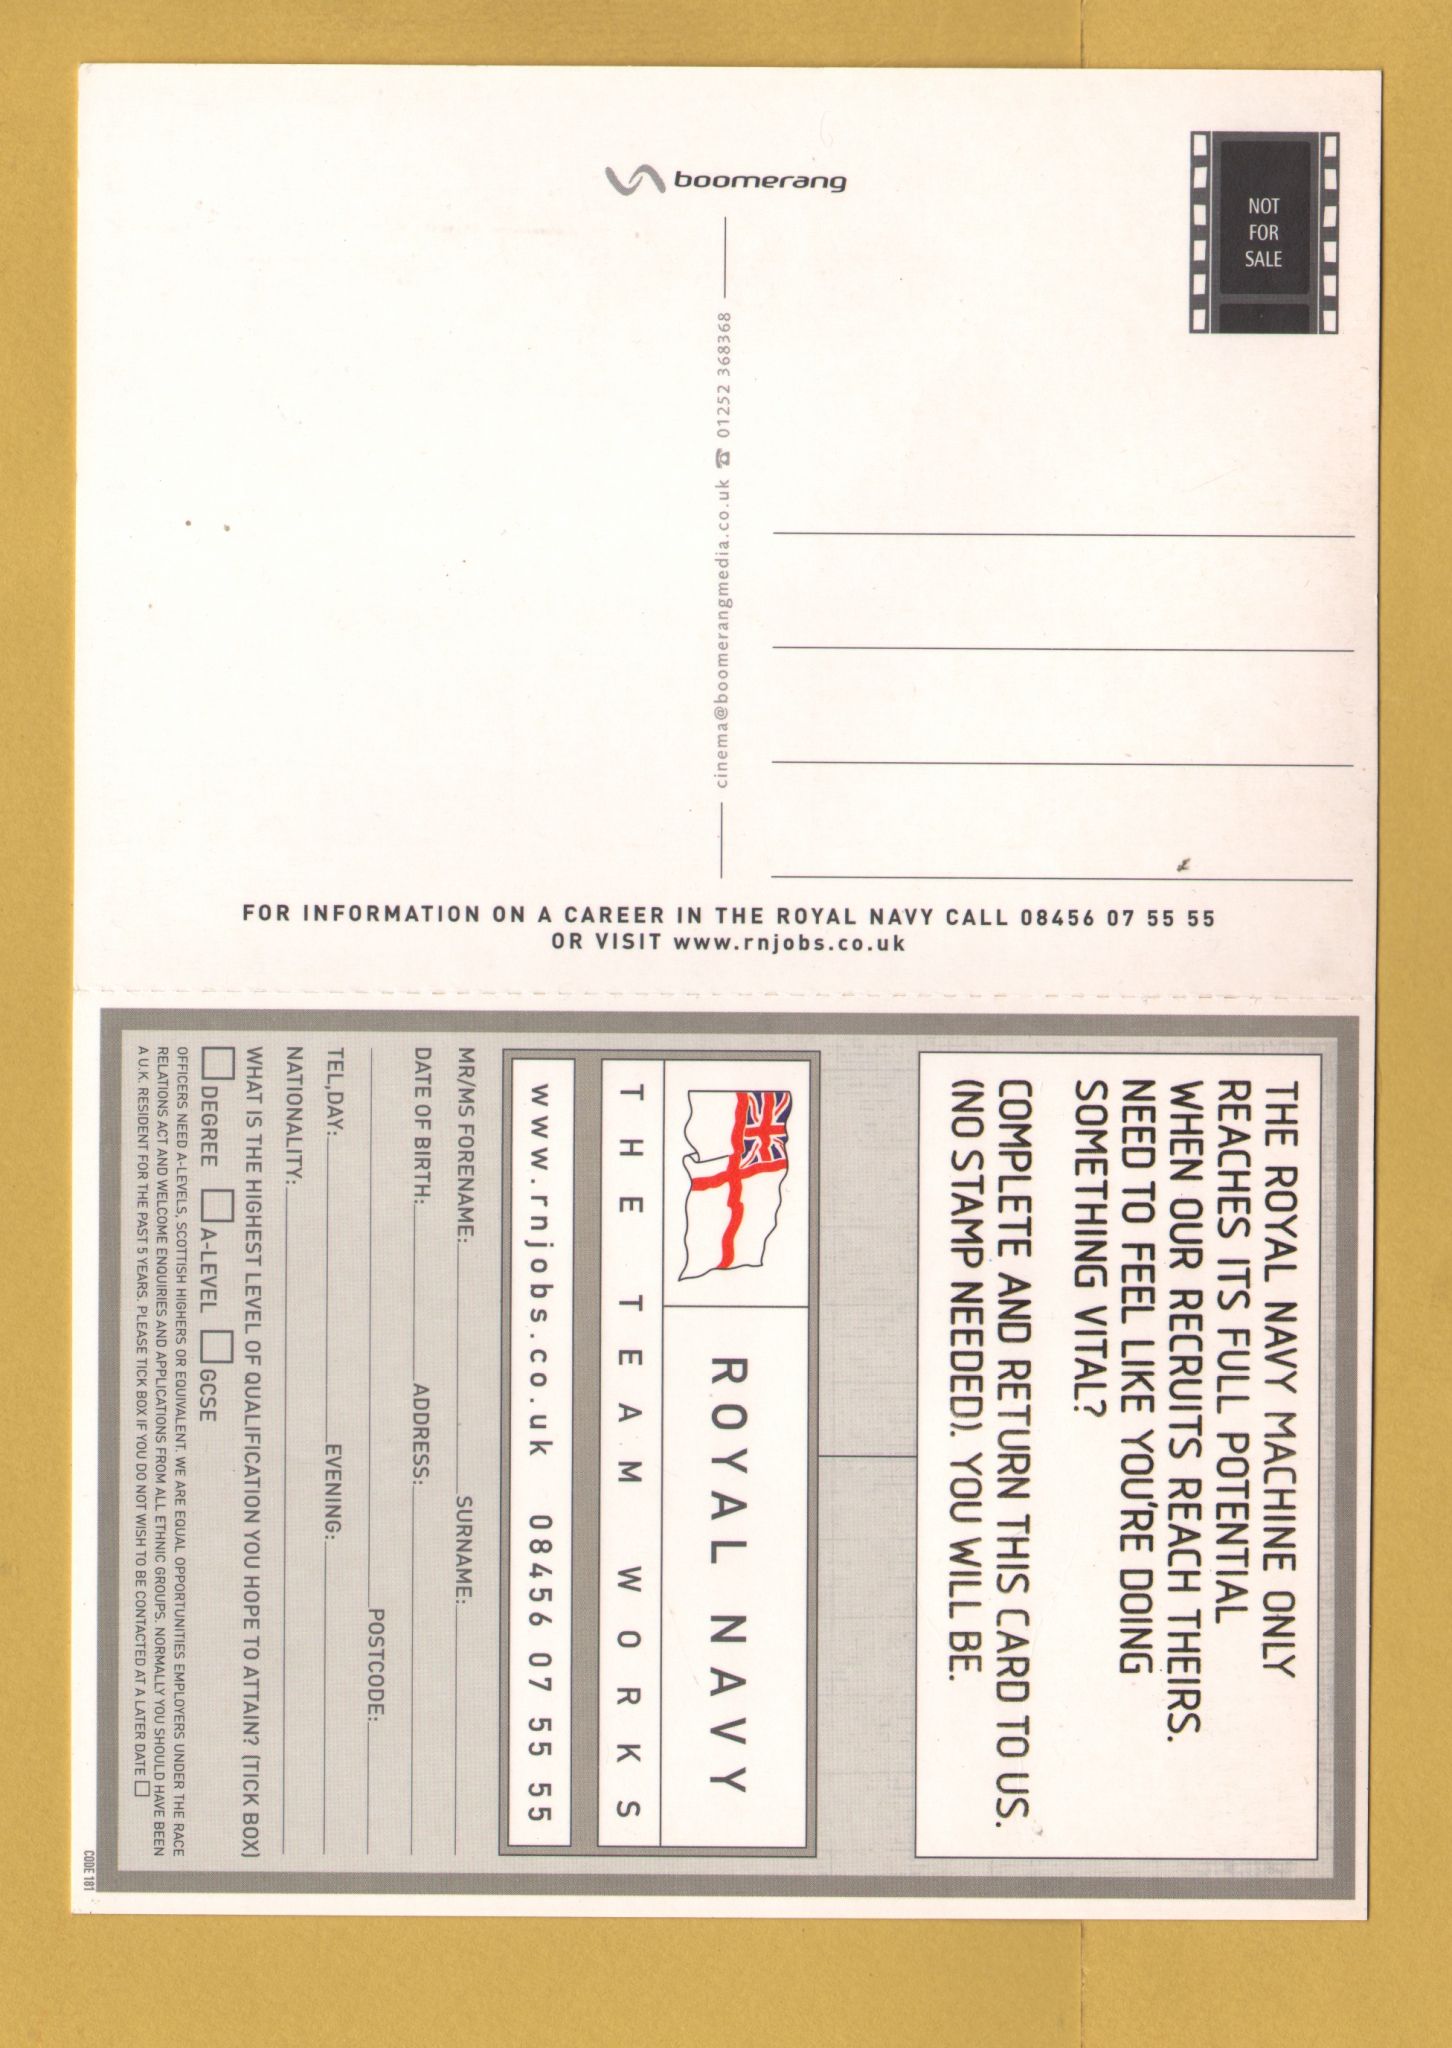 boomerang
NOT
FOR
SALE
cinema@boomerangmedia.co.uk ☎ 01252 368368
FOR INFORMATION ON A CAREER IN THE ROYAL NAVY CALL 08456 07 55 55
OR VISIT www.rnjobs.co.uk
THE ROYAL NAVY MACHINE ONLY
REACHES ITS FULL POTENTIAL
WHEN OUR RECRUITS REACH THEIRS.
NEED TO FEEL LIKE YOU'RE DOING
SOMETHING VITAL?
COMPLETE AND RETURN THIS CARD TO US.
(NO STAMP NEEDED). YOU WILL BE.
ROYAL NAVY
THE TEAM WORKS
www.rnjobs.co.uk 08456 07 55 55
MR/MS FORENAME: SURNAME:
DATE OF BIRTH: ADDRESS:
POSTCODE:
TEL,DAY: EVENING:
NATIONALITY:
WHAT IS THE HIGHEST LEVEL OF QUALIFICATION YOU HOPE TO ATTAIN? (TICK BOX)
DEGREE A-LEVEL GCSE
OFFICERS NEED A-LEVELS, SCOTTISH HIGHERS OR EQUIVALENT. WE ARE EQUAL OPPORTUNITIES EMPLOYERS UNDER THE RACE
RELATIONS ACT AND WELCOME ENQUIRIES AND APPLICATIONS FROM ALL ETHNIC GROUPS. NORMALLY YOU SHOULD HAVE BEEN
A U.K. RESIDENT FOR THE PAST 5 YEARS. PLEASE TICK BOX IF YOU DO NOT WISH TO BE CONTACTED AT A LATER DATE
CODE 181